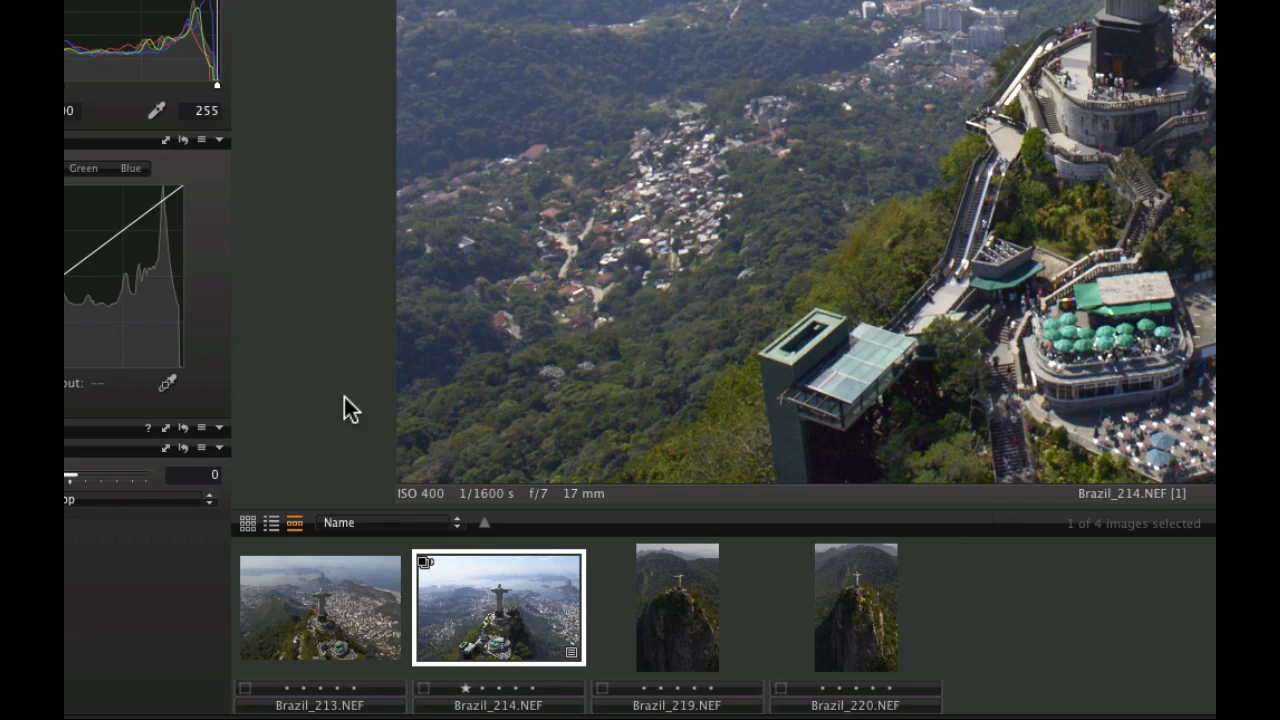 255
Green Blue
0
ISO 400 1/1600 s f/7 17 mm
Brazil_214.NEF [1]
Name
1 of 4 images selected
Brazil_213.NEF
Brazil_214.NEF
Brazil_219.NEF
Brazil_220.NEF